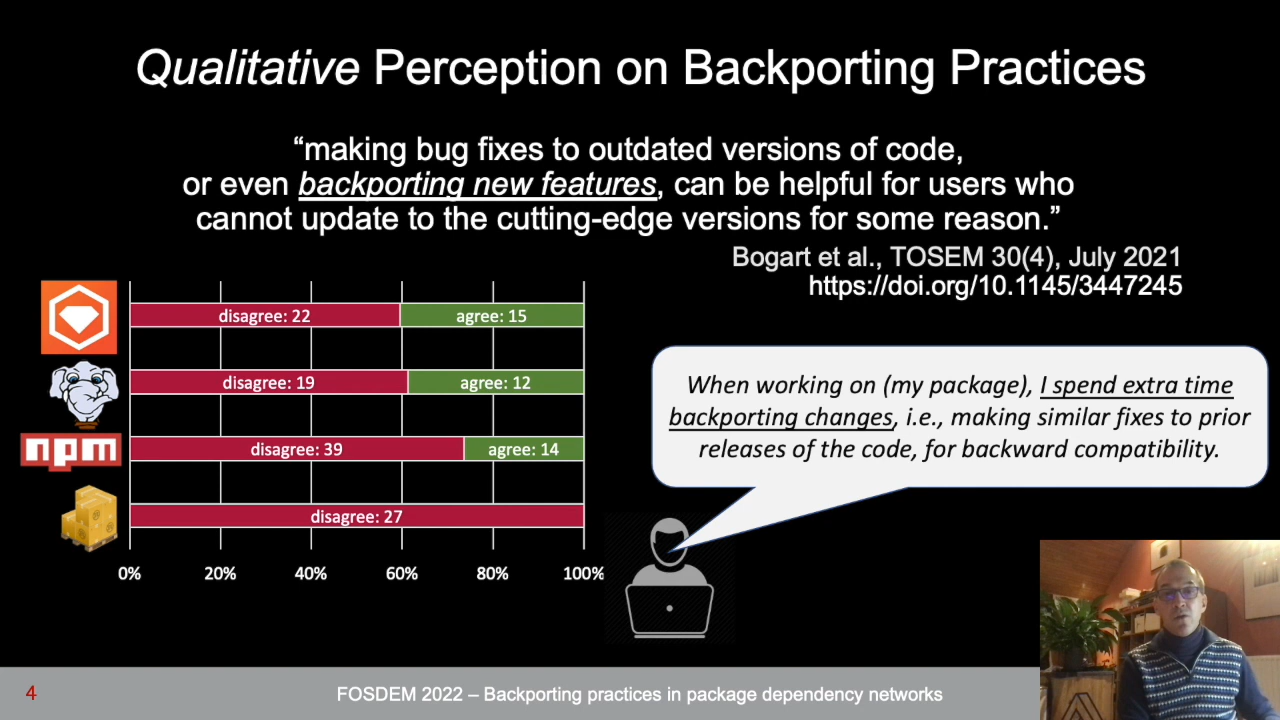 Qualitative Perception on Backporting Practices
“making bug fixes to outdated versions of code,
or even backporting new features, can be helpful for users who
cannot update to the cutting-edge versions for some reason.”
Bogart et al., TOSEM 30(4), July 2021
https://doi.org/10.1145/3447245
disagree: 22 agree: 15
disagree: 19 agree: 12
npm
disagree: 39 agree: 14
disagree: 27
0% 20% 40% 60% 80% 100%
When working on (my package), I spend extra time
backporting changes, i.e., making similar fixes to prior
releases of the code, for backward compatibility.
4
FOSDEM 2022 – Backporting practices in package dependency networks